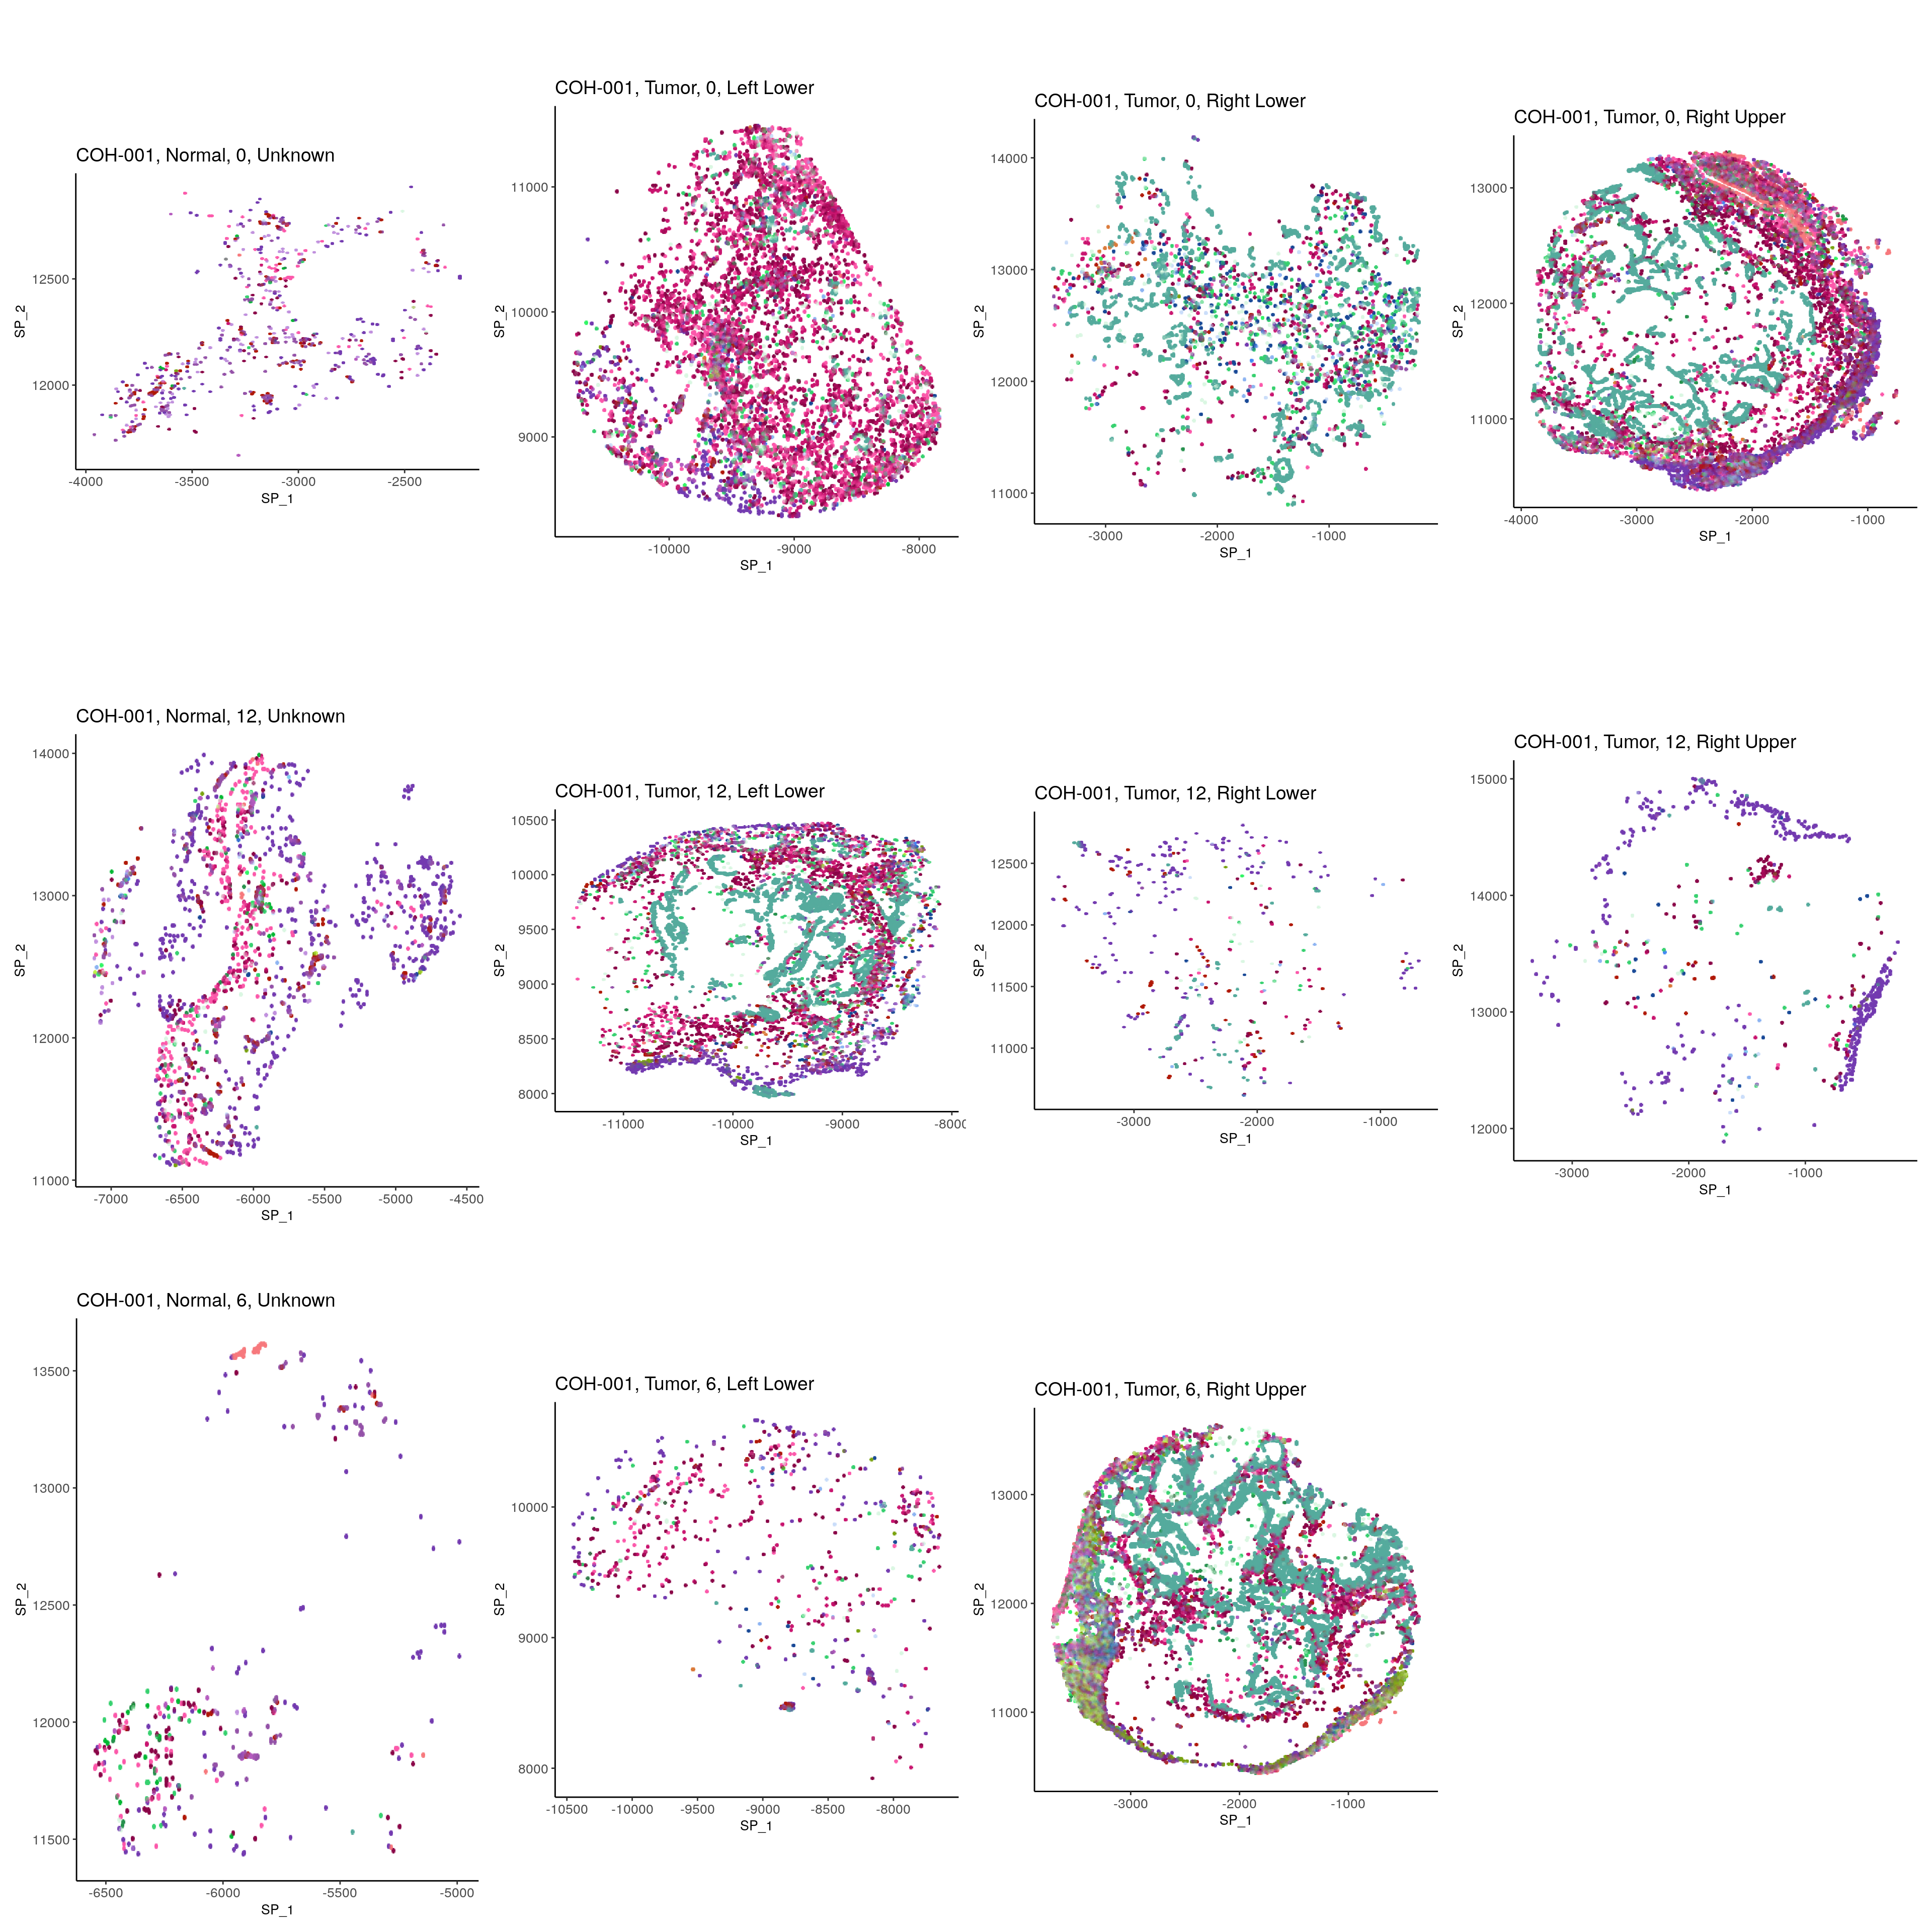 COH-001, Normal, 0, Unknown
SP_2
12500
12000
-4000 -3500 -3000 -2500
SP_1
COH-001, Tumor, 0, Left Lower
SP_2
11000
10000
9000
-10000 -9000 -8000
SP_1
COH-001, Tumor, 0, Right Lower
SP_2
14000
13000
12000
11000
-3000 -2000 -1000
SP_1
COH-001, Tumor, 0, Right Upper
SP_2
13000
12000
11000
-4000 -3000 -2000 -1000
SP_1
COH-001, Normal, 12, Unknown
SP_2
14000
13000
12000
11000
-7000 -6500 -6000 -5500 -5000 -4500
SP_1
COH-001, Tumor, 12, Left Lower
SP_2
10500
10000
9500
9000
8500
8000
-11000 -10000 -9000 -8000
SP_1
COH-001, Tumor, 12, Right Lower
SP_2
12500
12000
11500
11000
-3000 -2000 -1000
SP_1
COH-001, Tumor, 12, Right Upper
SP_2
15000
14000
13000
12000
-3000 -2000 -1000
SP_1
COH-001, Normal, 6, Unknown
SP_2
13500
13000
12500
12000
11500
-6500 -6000 -5500 -5000
SP_1
COH-001, Tumor, 6, Left Lower
SP_2
10000
9000
8000
-10500 -10000 -9500 -9000 -8500 -8000
SP_1
COH-001, Tumor, 6, Right Upper
SP_2
13000
12000
11000
-3000 -2000 -1000
SP_1